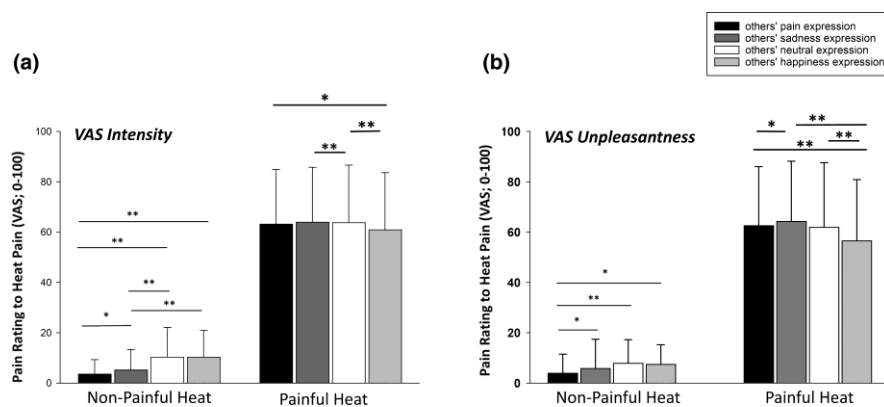 others' pain expression
others' sadness expression
others' neutral expression
others' happiness expression
(a)
VAS Intensity
Pain Rating to Heat Pain (VAS; 0-100)
100
80
60
40
20
0
*
**
**
**
**
*
**
**
**
Non-Painful Heat
Painful Heat
(b)
VAS Unpleasantness
Pain Rating to Heat Pain (VAS; 0-100)
100
80
60
40
20
0
*
**
**
**
*
**
*
Non-Painful Heat
Painful Heat